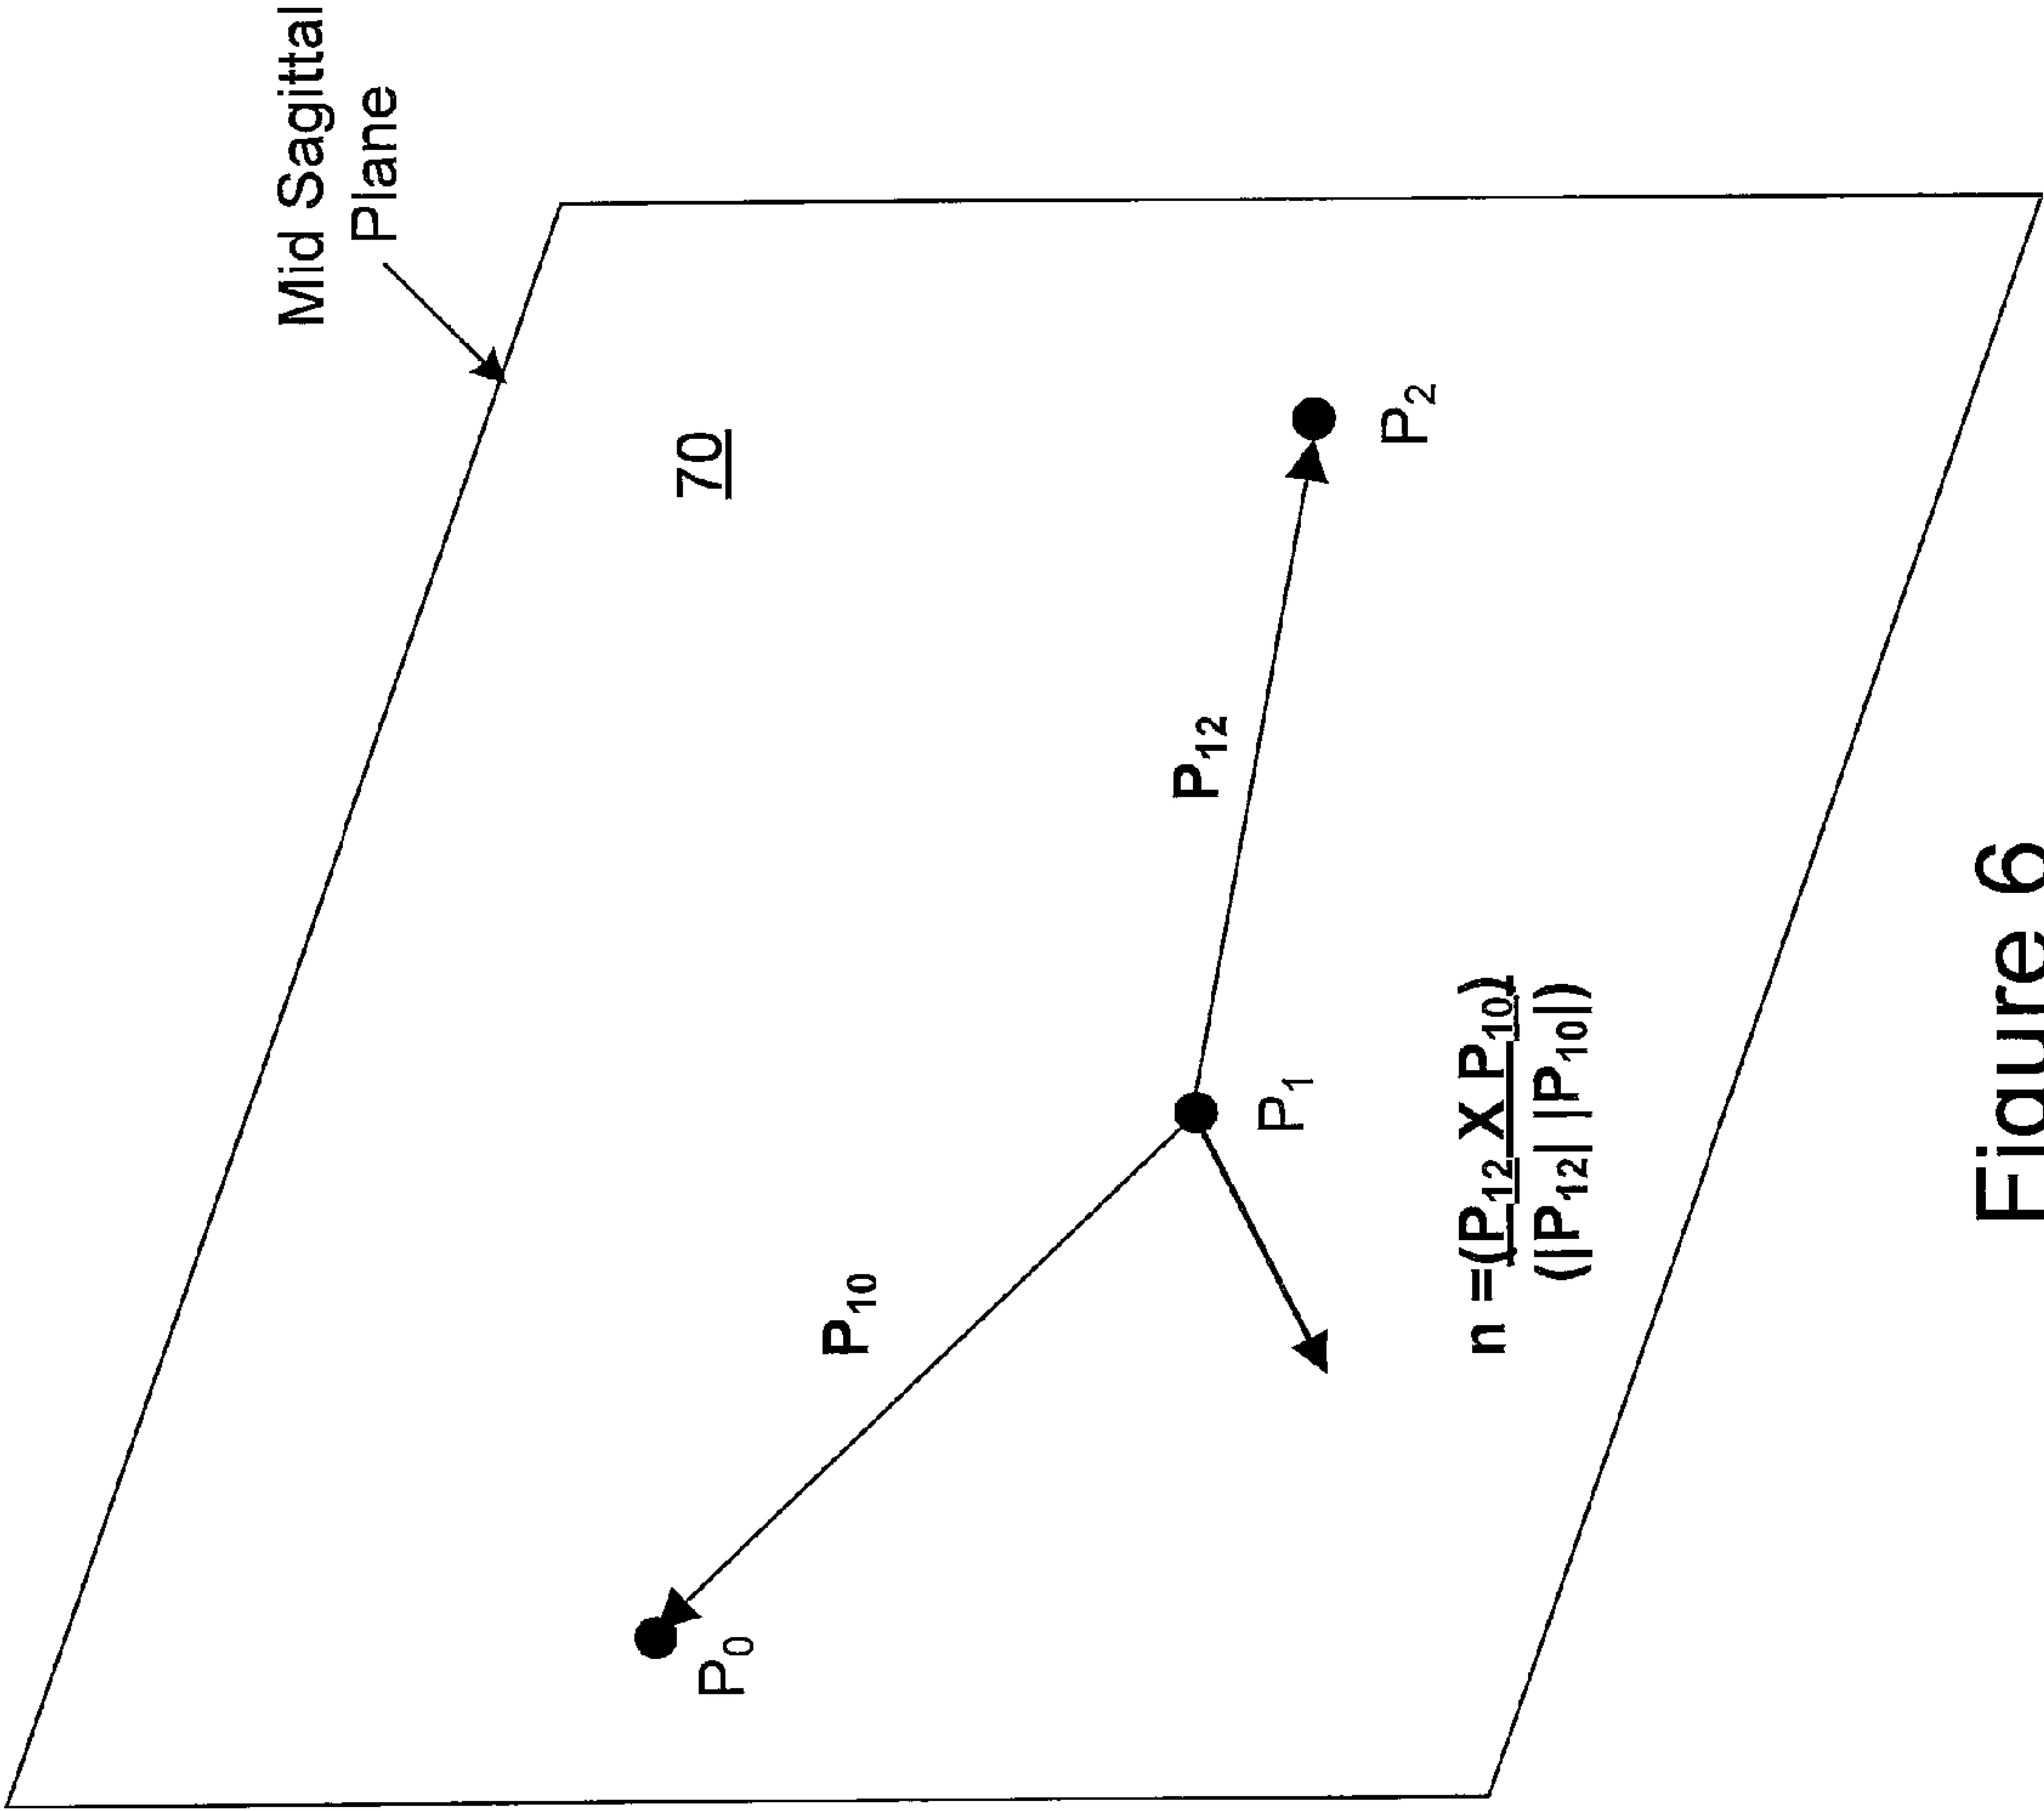 Mid Sagittal
Plane
70
P0
P10
P1
P12
P2
n =(P12 X P10)
(|P12| |P10|)
Figure 6